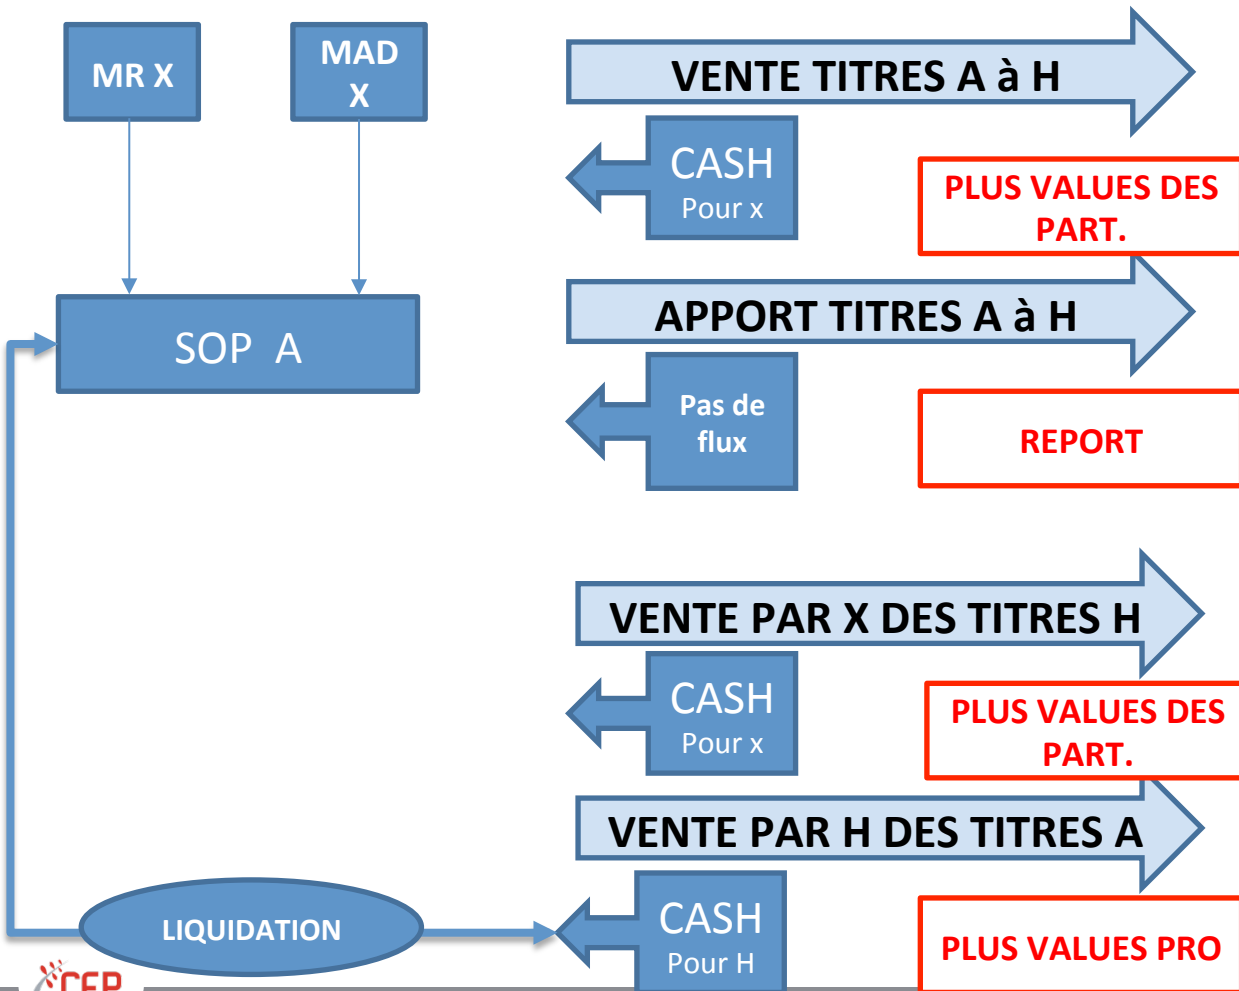 MR X
MAD
X
VENTE TITRES A à H
CASH
Pour x
PLUS VALUES DES
PART.
APPORT TITRES A à H
SOP A
Pas de
flux
REPORT
VENTE PAR X DES TITRES H
CASH
Pour x
PLUS VALUES DES
PART.
VENTE PAR H DES TITRES A
LIQUIDATION
CASH
Pour H
PLUS VALUES PRO